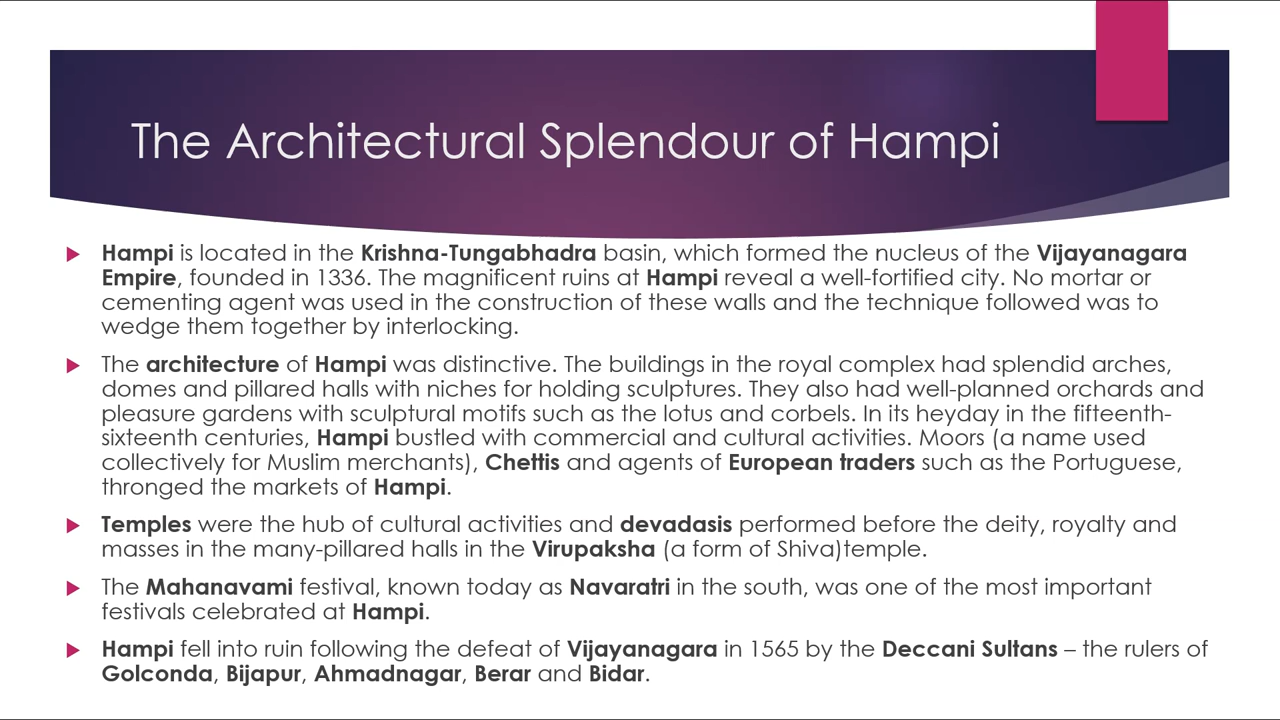 The Architectural Splendour of Hampi
Hampi is located in the Krishna-Tungabhadra basin, which formed the nucleus of the Vijayanagara
Empire, founded in 1336. The magnificent ruins at Hampi reveal a well-fortified city. No mortar or
cementing agent was used in the construction of these walls and the technique followed was to
wedge them together by interlocking.
The architecture of Hampi was distinctive. The buildings in the royal complex had splendid arches,
domes and pillared halls with niches for holding sculptures. They also had well-planned orchards and
pleasure gardens with sculptural motifs such as the lotus and corbels. In its heyday in the fifteenth-
sixteenth centuries, Hampi bustled with commercial and cultural activities. Moors (a name used
collectively for Muslim merchants), Chettis and agents of European traders such as the Portuguese,
thronged the markets of Hampi.
Temples were the hub of cultural activities and devadasis performed before the deity, royalty and
masses in the many-pillared halls in the Virupaksha (a form of Shiva)temple.
The Mahanavami festival, known today as Navaratri in the south, was one of the most important
festivals celebrated at Hampi.
Hampi fell into ruin following the defeat of Vijayanagara in 1565 by the Deccani Sultans – the rulers of
Golconda, Bijapur, Ahmadnagar, Berar and Bidar.